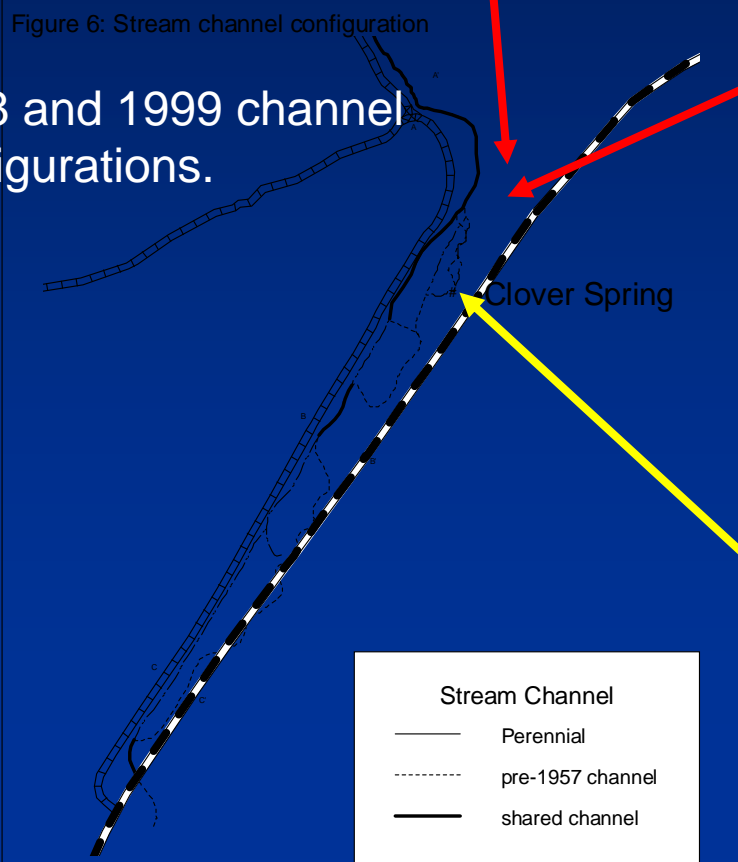 Figure 6: Stream channel configuration
3 and 1999 channel
igurations.
A'
A
Clover Spring
#
B
B
C
C
Stream Channel
Perennial
pre-1957 channel
shared channel